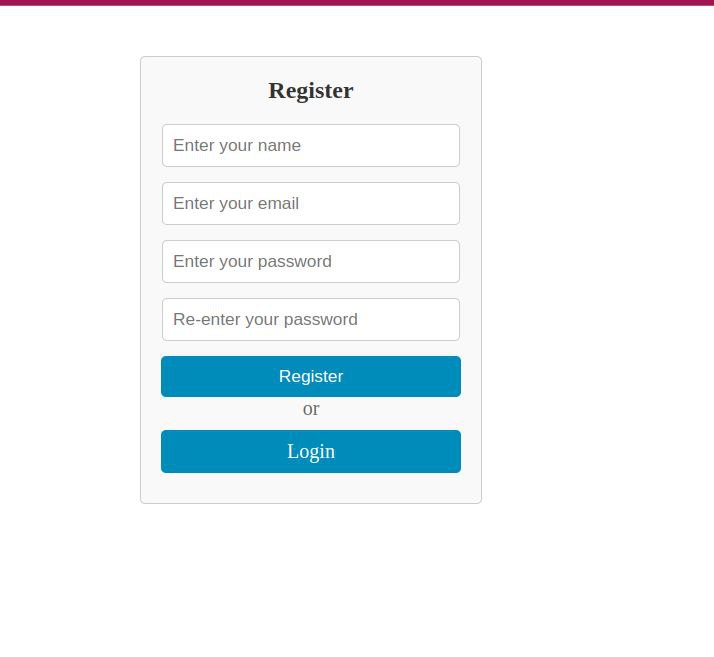 Register
Enter your name
Enter your email
Enter your password
Re-enter your password
Register
or
Login